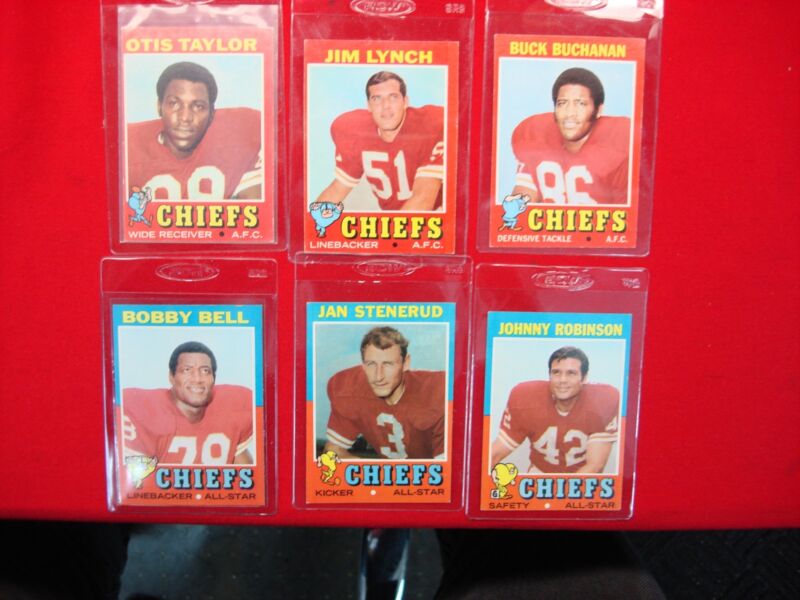 OTIS TAYLOR
89
CHIEFS
WIDE RECEIVER • A.F.C.
JIM LYNCH
51
CHIEFS
LINEBACKER • A.F.C.
BUCK BUCHANAN
86
CHIEFS
DEFENSIVE TACKLE • A.F.C.
BOBBY BELL
78
CHIEFS
LINEBACKER • ALL-STAR
JAN STENERUD
3
CHIEFS
KICKER • ALL-STAR
JOHNNY ROBINSON
42
CHIEFS
SAFETY • ALL-STAR